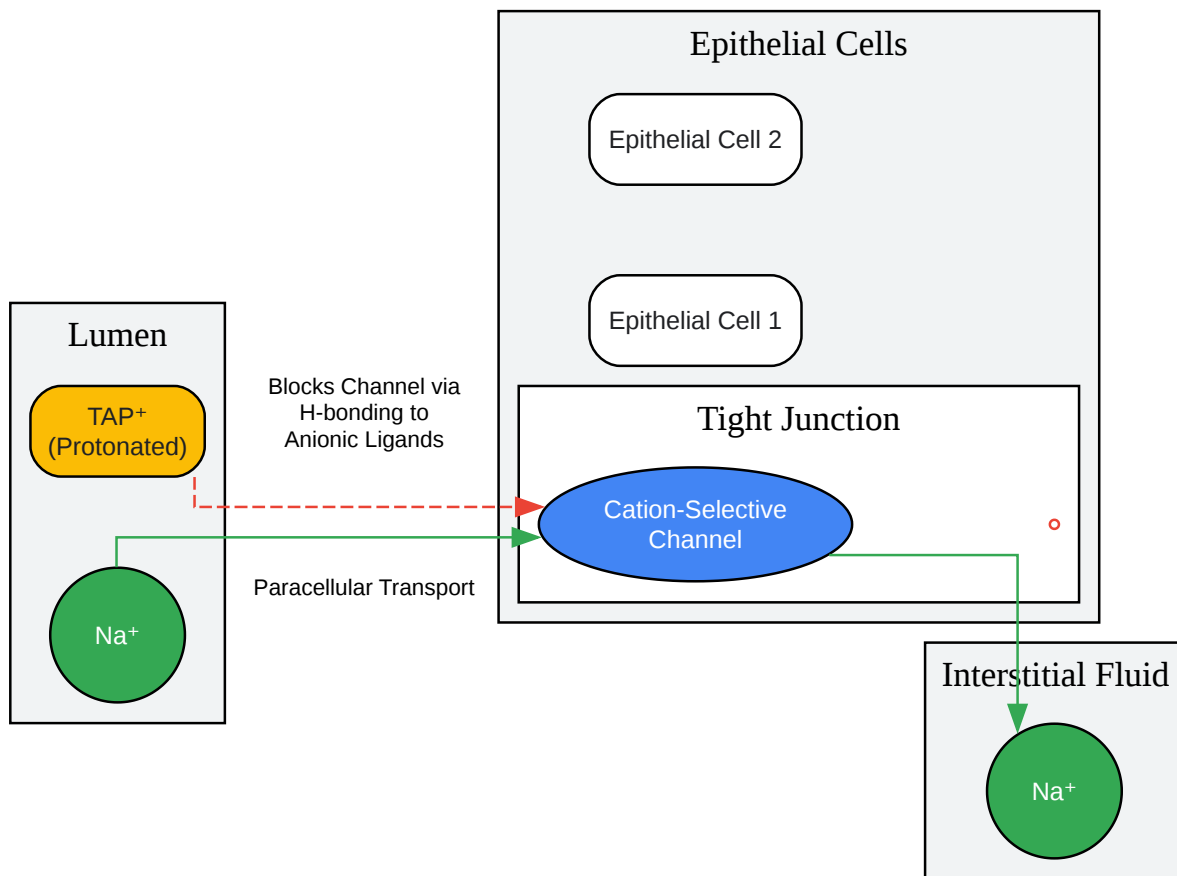 Epithelial Cells
Epithelial Cell 2
Epithelial Cell 1
Lumen
TAP⁺
(Protonated)
Blocks Channel via
H-bonding to
Anionic Ligands
Tight Junction
Cation-Selective
Channel
Paracellular Transport
Na⁺
Interstitial Fluid
Na⁺